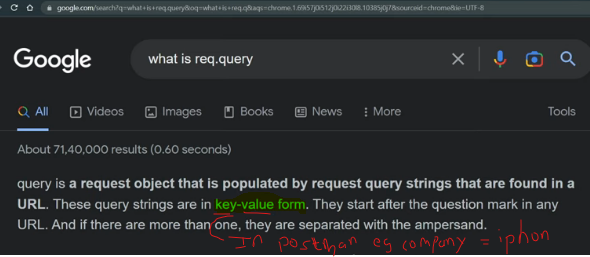 google.com/search?q=what+is+req.query&oq=what+is+req.q&aqs=chrome.1.69i57j0i512j0i22i30l8.10385j0j7&sourceid=chrome&ie=UTF-8
Google
what is req.query
All Videos Images Books News More Tools
About 71,40,000 results (0.60 seconds)
query is a request object that is populated by request query strings that are found in a
URL. These query strings are in key-value form. They start after the question mark in any
URL. And if there are more than one, they are separated with the ampersand.
In postman eg company = iphon